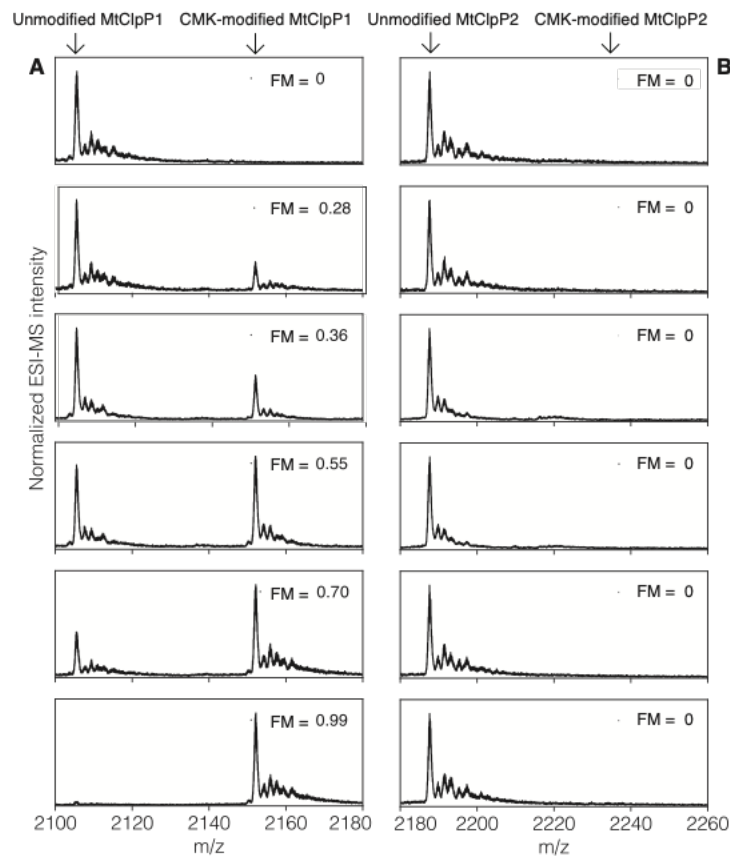 Unmodified MtClpP1 CMK-modified MtClpP1 Unmodified MtClpP2 CMK-modified MtClpP2
A B
FM = 0 FM = 0
FM = 0.28 FM = 0
FM = 0.36 FM = 0
FM = 0.55 FM = 0
FM = 0.70 FM = 0
FM = 0.99 FM = 0
Normalized ESI-MS intensity
2100 2120 2140 2160 2180 2180 2200 2220 2240 2260
m/z m/z